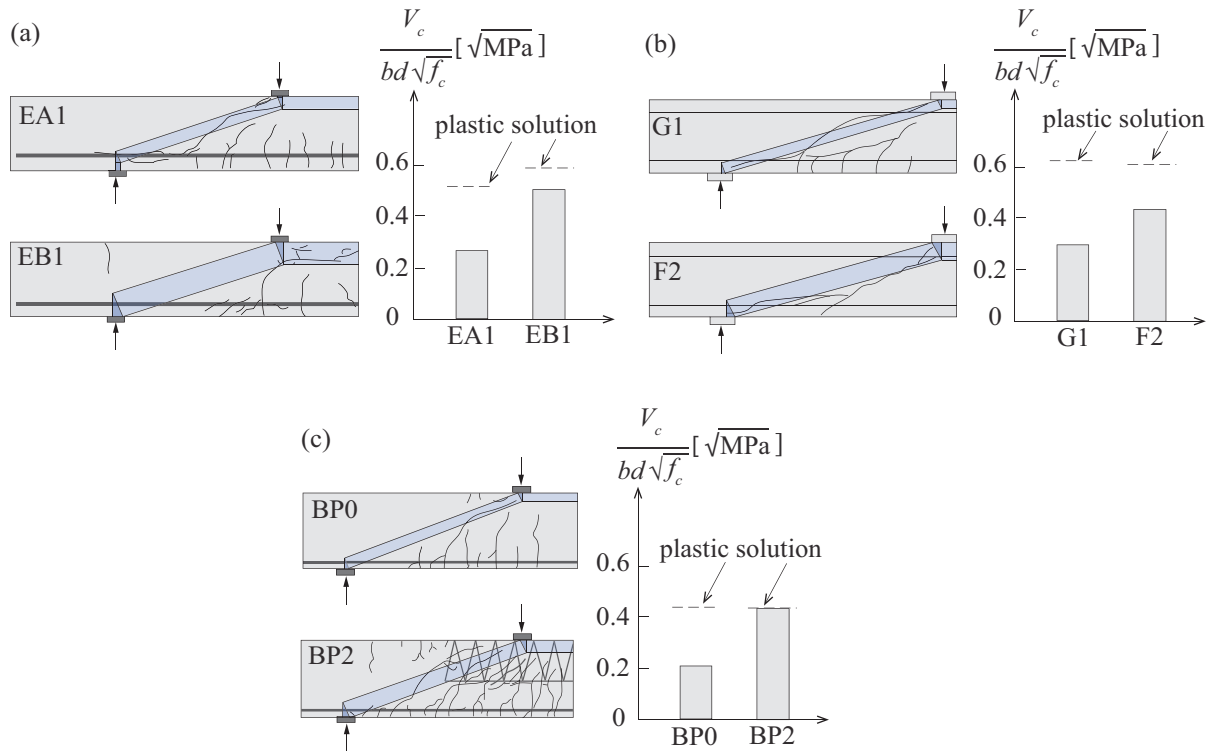 (a)
V_c / bd√f_c [√MPa]
EA1
plastic solution
0.6
0.4
0.2
0
EB1
EA1 EB1
(b)
V_c / bd√f_c [√MPa]
G1
plastic solution
0.6
0.4
0.2
0
F2
G1 F2
(c)
V_c / bd√f_c [√MPa]
BP0
plastic solution
0.6
0.4
0.2
0
BP2
BP0 BP2